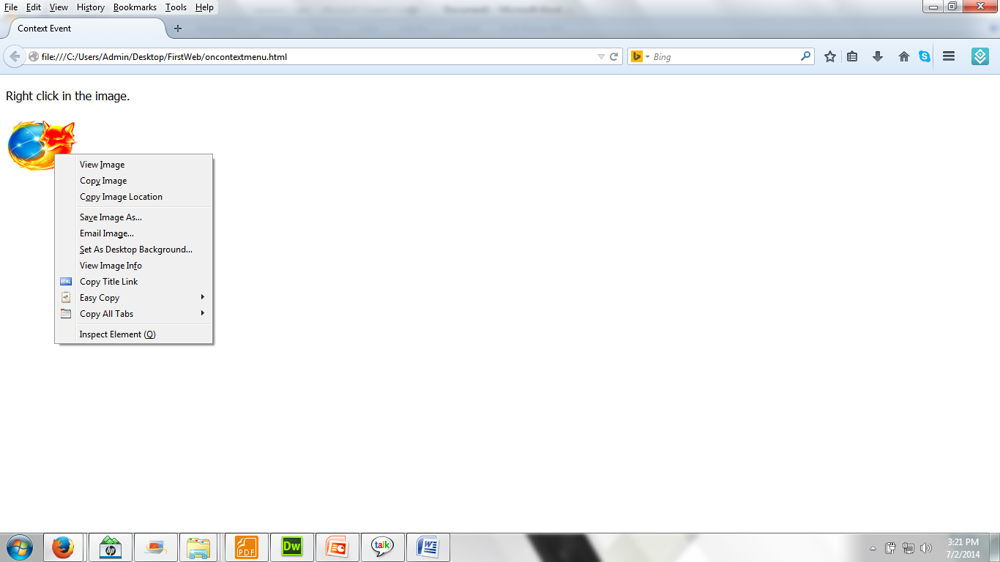 File Edit View History Bookmarks Tools Help
Context Event
file:///C:/Users/Admin/Desktop/FirstWeb/oncontextmenu.html
Bing
Right click in the image.
View Image
Copy Image
Copy Image Location
Save Image As...
Email Image...
Set As Desktop Background...
View Image Info
HTML Copy Title Link
Easy Copy
Copy All Tabs
Inspect Element (Q)
hp
PDF
Dw
talk
W
3:21 PM
7/2/2014